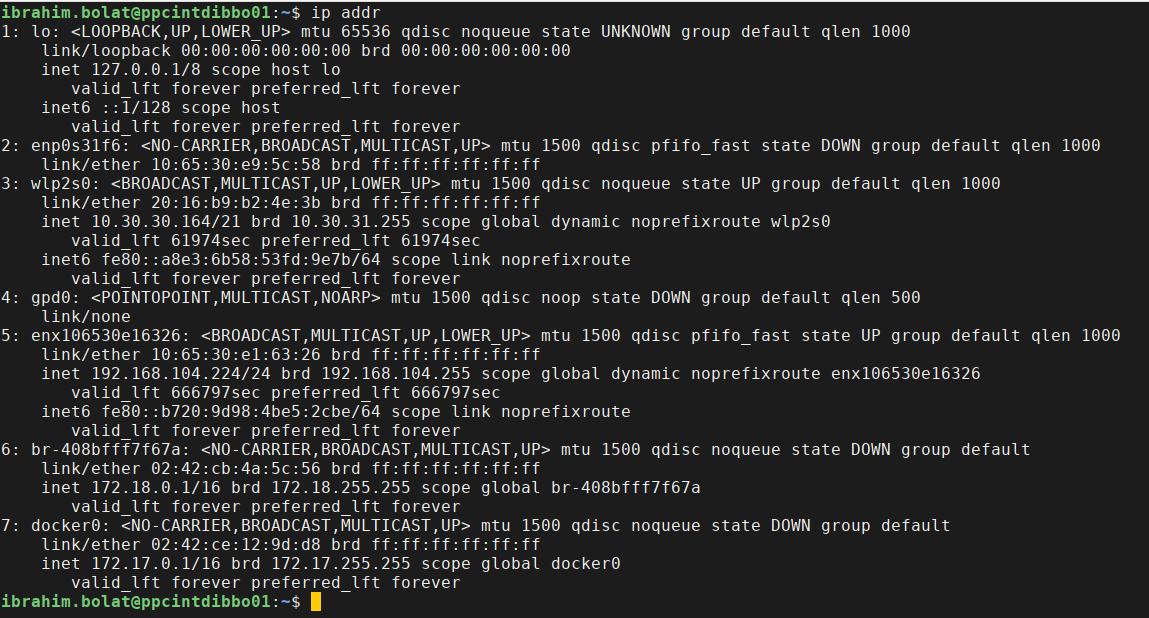 ibrahim.bolat@ppcintdibbo01:~$ ip addr
1: lo: <LOOPBACK,UP,LOWER_UP> mtu 65536 qdisc noqueue state UNKNOWN group default qlen 1000
    link/loopback 00:00:00:00:00:00 brd 00:00:00:00:00:00
    inet 127.0.0.1/8 scope host lo
       valid_lft forever preferred_lft forever
    inet6 ::1/128 scope host
       valid_lft forever preferred_lft forever
2: enp0s31f6: <NO-CARRIER,BROADCAST,MULTICAST,UP> mtu 1500 qdisc pfifo_fast state DOWN group default qlen 1000
    link/ether 10:65:30:e9:5c:58 brd ff:ff:ff:ff:ff:ff
3: wlp2s0: <BROADCAST,MULTICAST,UP,LOWER_UP> mtu 1500 qdisc noqueue state UP group default qlen 1000
    link/ether 20:16:b9:b2:4e:3b brd ff:ff:ff:ff:ff:ff
    inet 10.30.30.164/21 brd 10.30.31.255 scope global dynamic noprefixroute wlp2s0
       valid_lft 61974sec preferred_lft 61974sec
    inet6 fe80::a8e3:6b58:53fd:9e7b/64 scope link noprefixroute
       valid_lft forever preferred_lft forever
4: gpd0: <POINTOPOINT,MULTICAST,NOARP> mtu 1500 qdisc noop state DOWN group default qlen 500
    link/none
5: enx106530e16326: <BROADCAST,MULTICAST,UP,LOWER_UP> mtu 1500 qdisc pfifo_fast state UP group default qlen 1000
    link/ether 10:65:30:e1:63:26 brd ff:ff:ff:ff:ff:ff
    inet 192.168.104.224/24 brd 192.168.104.255 scope global dynamic noprefixroute enx106530e16326
       valid_lft 666797sec preferred_lft 666797sec
    inet6 fe80::b720:9d98:4be5:2cbe/64 scope link noprefixroute
       valid_lft forever preferred_lft forever
6: br-408bfff7f67a: <NO-CARRIER,BROADCAST,MULTICAST,UP> mtu 1500 qdisc noqueue state DOWN group default
    link/ether 02:42:cb:4a:5c:56 brd ff:ff:ff:ff:ff:ff
    inet 172.18.0.1/16 brd 172.18.255.255 scope global br-408bfff7f67a
       valid_lft forever preferred_lft forever
7: docker0: <NO-CARRIER,BROADCAST,MULTICAST,UP> mtu 1500 qdisc noqueue state DOWN group default
    link/ether 02:42:ce:12:9d:d8 brd ff:ff:ff:ff:ff:ff
    inet 172.17.0.1/16 brd 172.17.255.255 scope global docker0
       valid_lft forever preferred_lft forever
ibrahim.bolat@ppcintdibbo01:~$